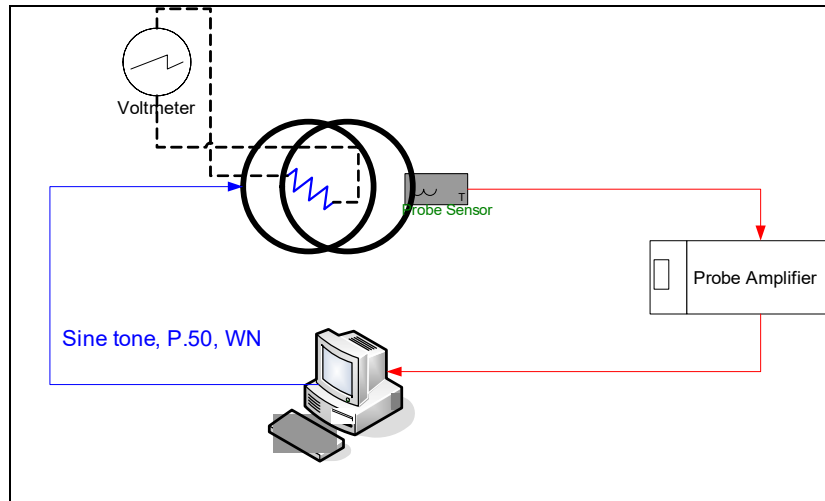 Voltmeter
T
Probe Sensor
Probe Amplifier
Sine tone, P.50, WN